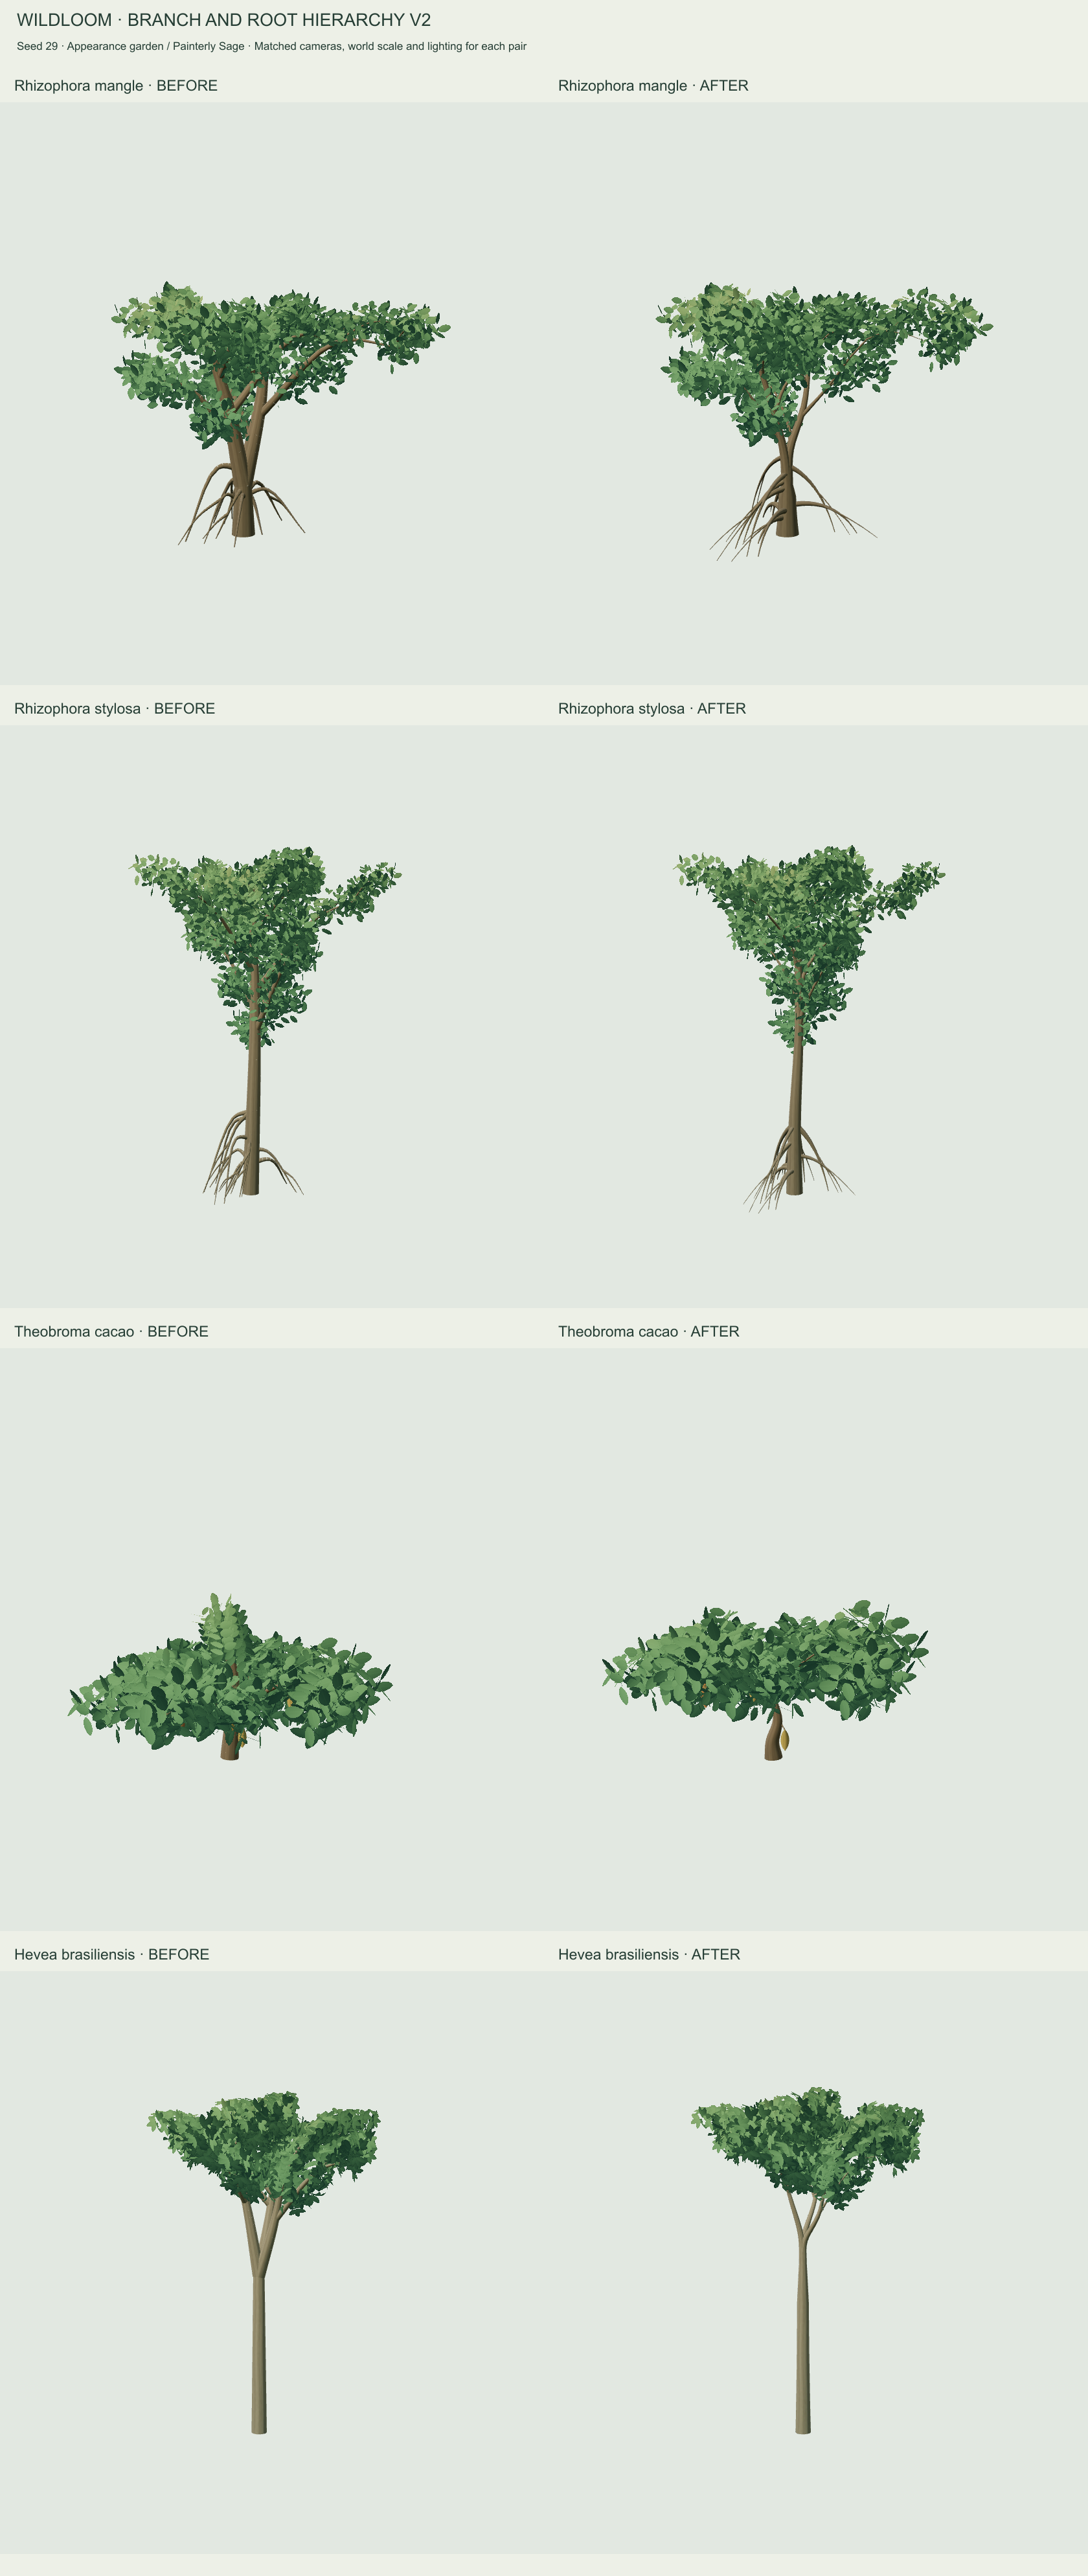 WILDLOOM · BRANCH AND ROOT HIERARCHY V2
Seed 29 · Appearance garden / Painterly Sage · Matched cameras, world scale and lighting for each pair
Rhizophora mangle · BEFORE
Rhizophora mangle · AFTER
Rhizophora stylosa · BEFORE
Rhizophora stylosa · AFTER
Theobroma cacao · BEFORE
Theobroma cacao · AFTER
Hevea brasiliensis · BEFORE
Hevea brasiliensis · AFTER